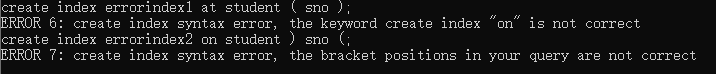 create index errorindex1 at student ( sno );
ERROR 6: create index syntax error, the keyword create index "on" is not correct
create index errorindex2 on student ) sno (;
ERROR 7: create index syntax error, the bracket positions in your query are not correct